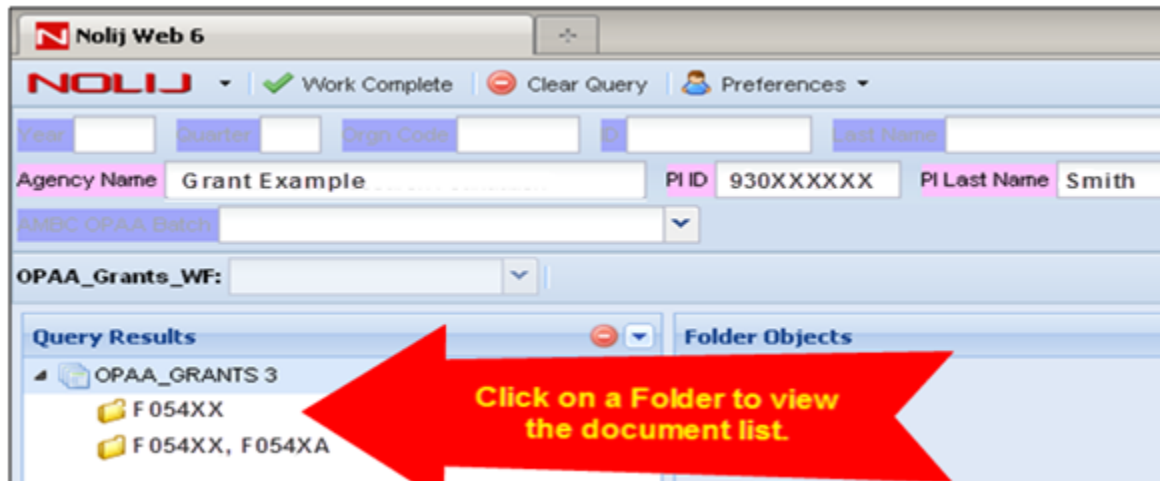 Nolij Web 6
NOLIJ Work Complete Clear Query Preferences
Year Quarter Orgn Code ID Last Name
Agency Name Grant Example PI ID 930XXXXXX PI Last Name Smith
AMBC OPAA Batch
OPAA_Grants_WF:
Query Results Folder Objects
OPAA_GRANTS 3
F054XX
F054XX, F054XA
Click on a Folder to view
the document list.